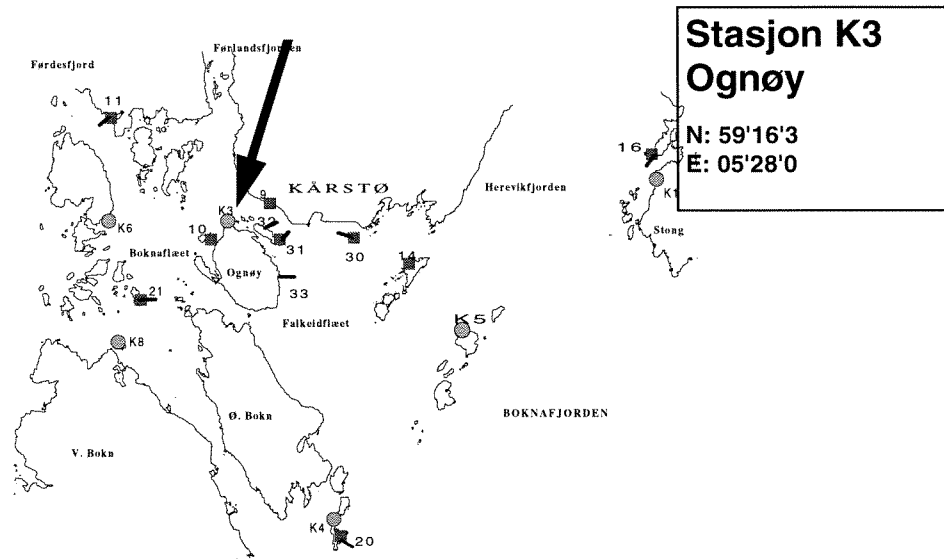 Stasjon K3
Ognøy
N: 59'16'3
E: 05'28'0
Førlandsfjorden
Førdesfjord
11
16
K1
9
KÅRSTØ
Herevikfjorden
K3
32
K6
10
31
30
Stong
Boknaflæet
14
Ognøy
21
33
Falkeidflæet
K5
K8
Ø. Bokn
BOKNAFJORDEN
V. Bokn
K4
20